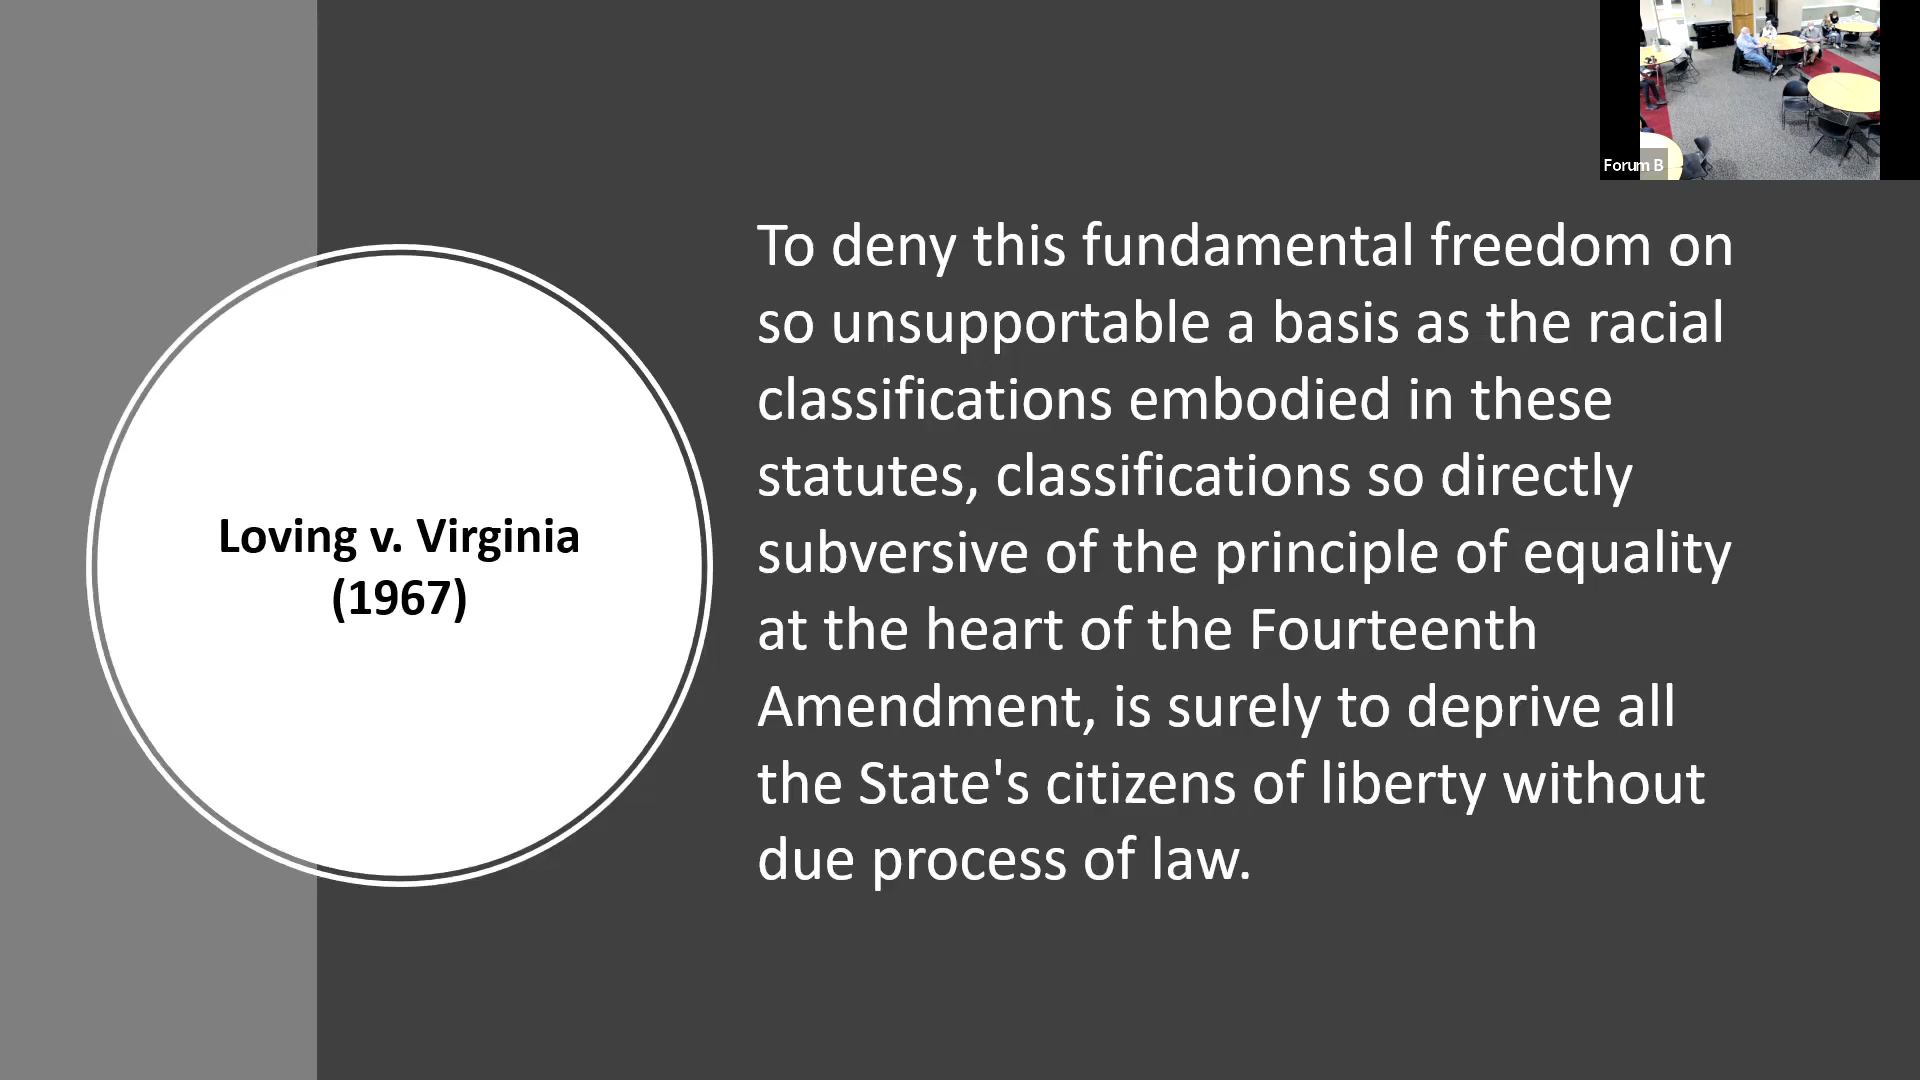 Forum B
To deny this fundamental freedom on
so unsupportable a basis as the racial
classifications embodied in these
statutes, classifications so directly
subversive of the principle of equality
at the heart of the Fourteenth
Amendment, is surely to deprive all
the State's citizens of liberty without
due process of law.
Loving v. Virginia
(1967)